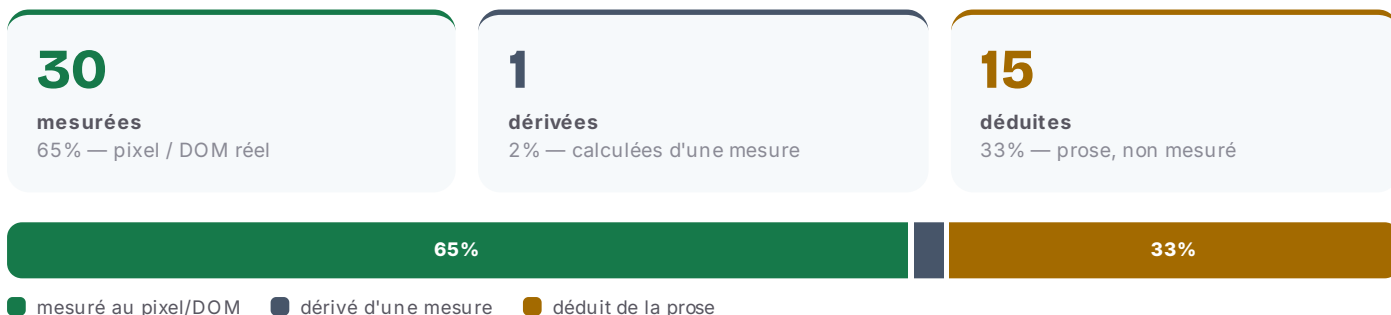 30
mesurées
65% — pixel / DOM réel
1
dérivées
2% — calculées d'une mesure
15
déduites
33% — prose, non mesuré
65%
33%
mesuré au pixel/DOM
dérivé d'une mesure
déduit de la prose